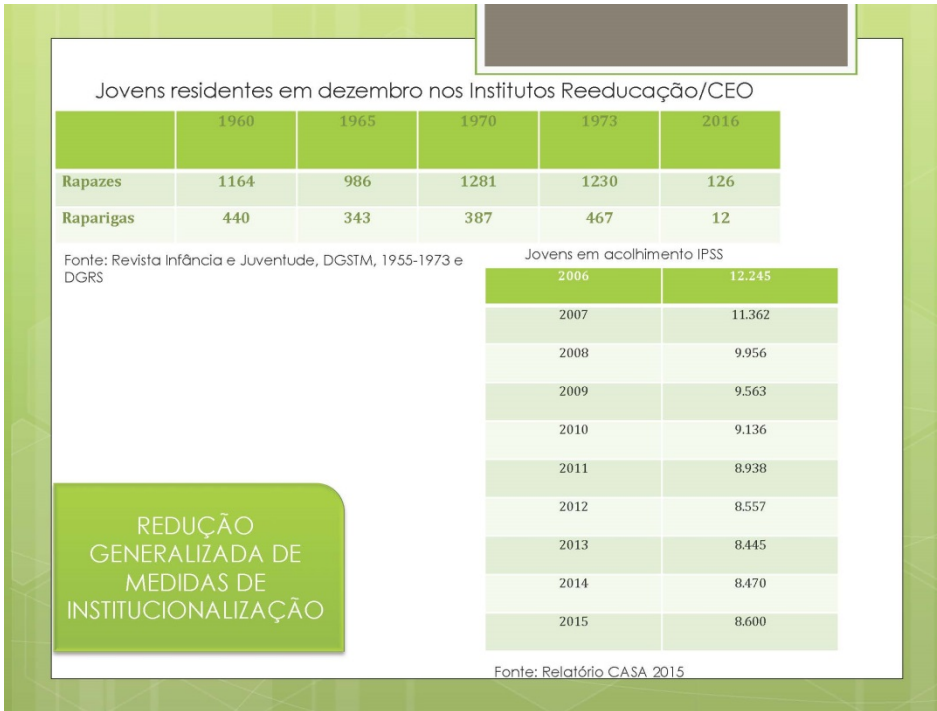 Jovens residentes em dezembro nos Institutos Reeducação/CEO
1960 1965 1970 1973 2016
Rapazes 1164 986 1281 1230 126
Raparigas 440 343 387 467 12
Fonte: Revista Infância e Juventude, DGSTM, 1955-1973 e
DGRS
Jovens em acolhimento IPSS
2006 12.245
2007 11.362
2008 9.956
2009 9.563
2010 9.136
2011 8.938
2012 8.557
2013 8.445
2014 8.470
2015 8.600
Fonte: Relatório CASA 2015
REDUÇÃO
GENERALIZADA DE
MEDIDAS DE
INSTITUCIONALIZAÇÃO